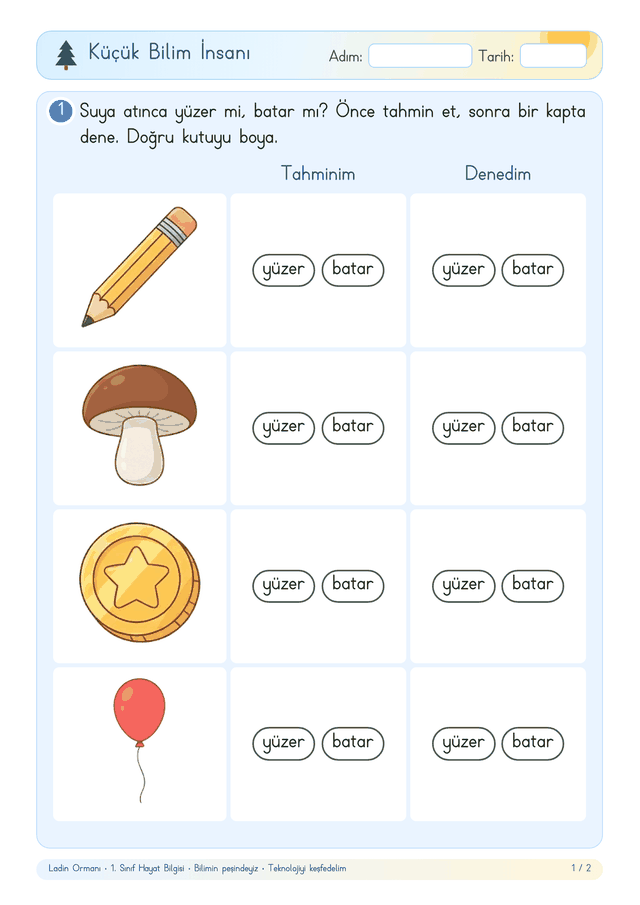 Küçük Bilim İnsanı
Adım:
Tarih:
1 Suya atınca yüzer mi, batar mı? Önce tahmin et, sonra bir kapta
dene. Doğru kutuyu boya.
Tahminim Denedim
yüzer batar yüzer batar
yüzer batar yüzer batar
yüzer batar yüzer batar
yüzer batar yüzer batar
Ladin Ormanı • 1. Sınıf Hayat Bilgisi • Bilimin peşindeyiz • Teknolojiyi keşfedelim 1 / 2